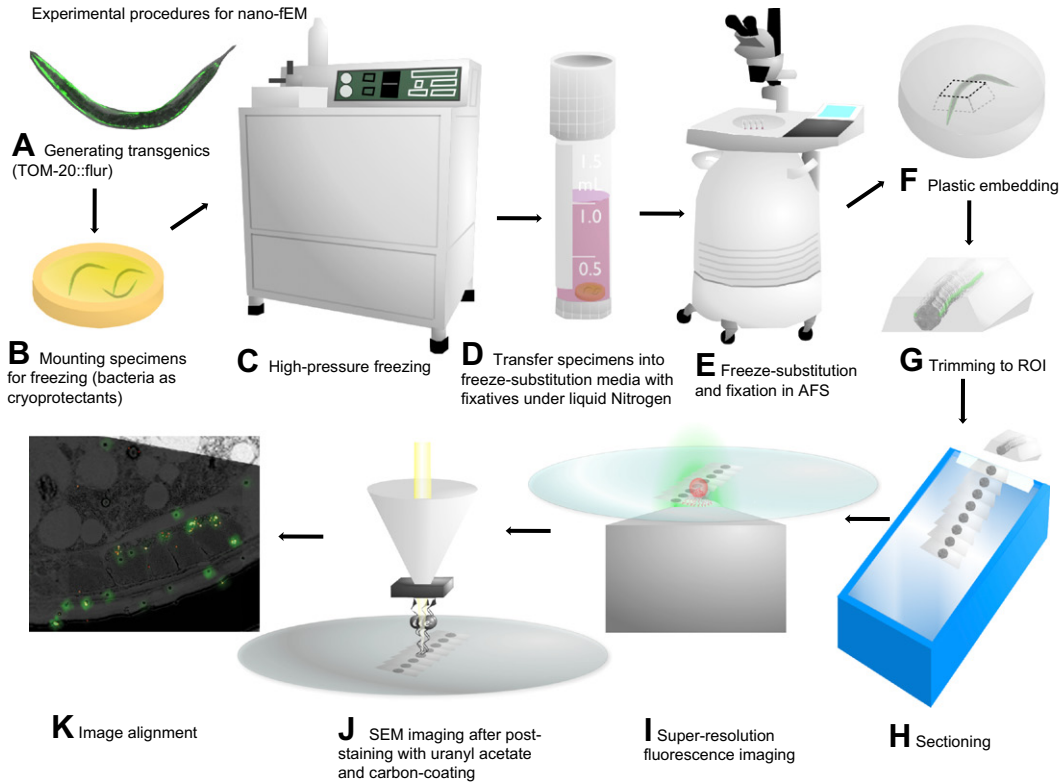 Experimental procedures for nano-fEM
A Generating transgenics
(TOM-20::flur)
B Mounting specimens
for freezing (bacteria as
cryoprotectants)
C High-pressure freezing
1.5
mL
1.0
0.5
D Transfer specimens into
freeze-substitution media with
fixatives under liquid Nitrogen
E Freeze-substitution
and fixation in AFS
F Plastic embedding
G Trimming to ROI
H Sectioning
I Super-resolution
fluorescence imaging
J SEM imaging after post-
staining with uranyl acetate
and carbon-coating
K Image alignment